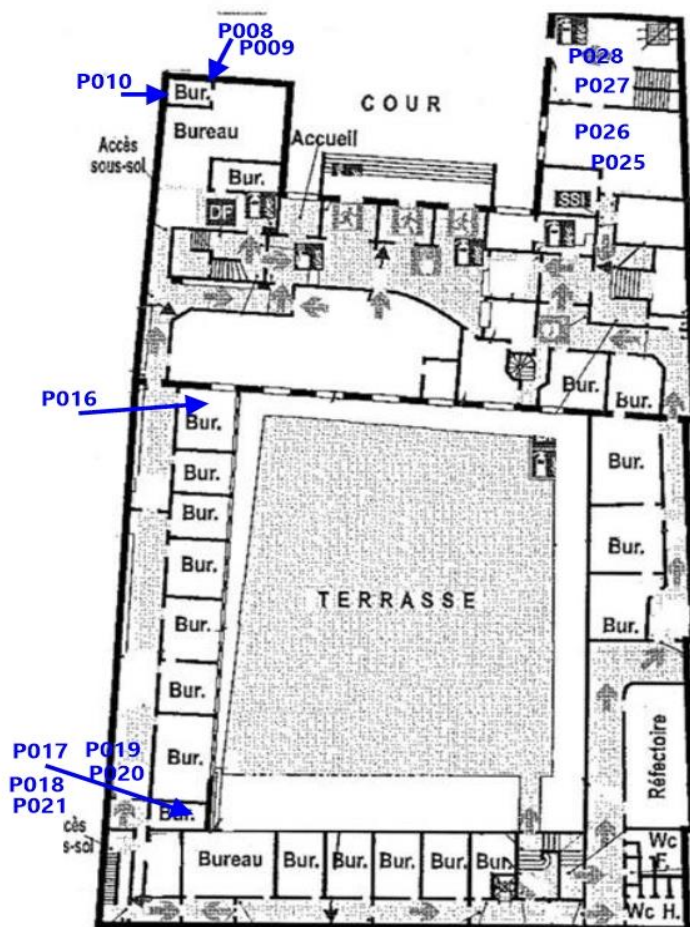 P008
P009
P010
P028
P027
P026
P025
COUR
Bur.
Bureau
Accueil
Accès
sous-sol
Bur.
DF
SSI
P016
Bur.
Bur.
Bur.
Bur.
Bur.
Bur.
Bur.
Bur.
Bur.
Bur.
Bur.
Bur.
Bur.
TERRASSE
P017
P019
P020
P018
P021
Réfectoire
cès
s-sol
Bureau
Bur.
Bur.
Bur.
Bur.
Bur.
Wc
F.
Wc H.